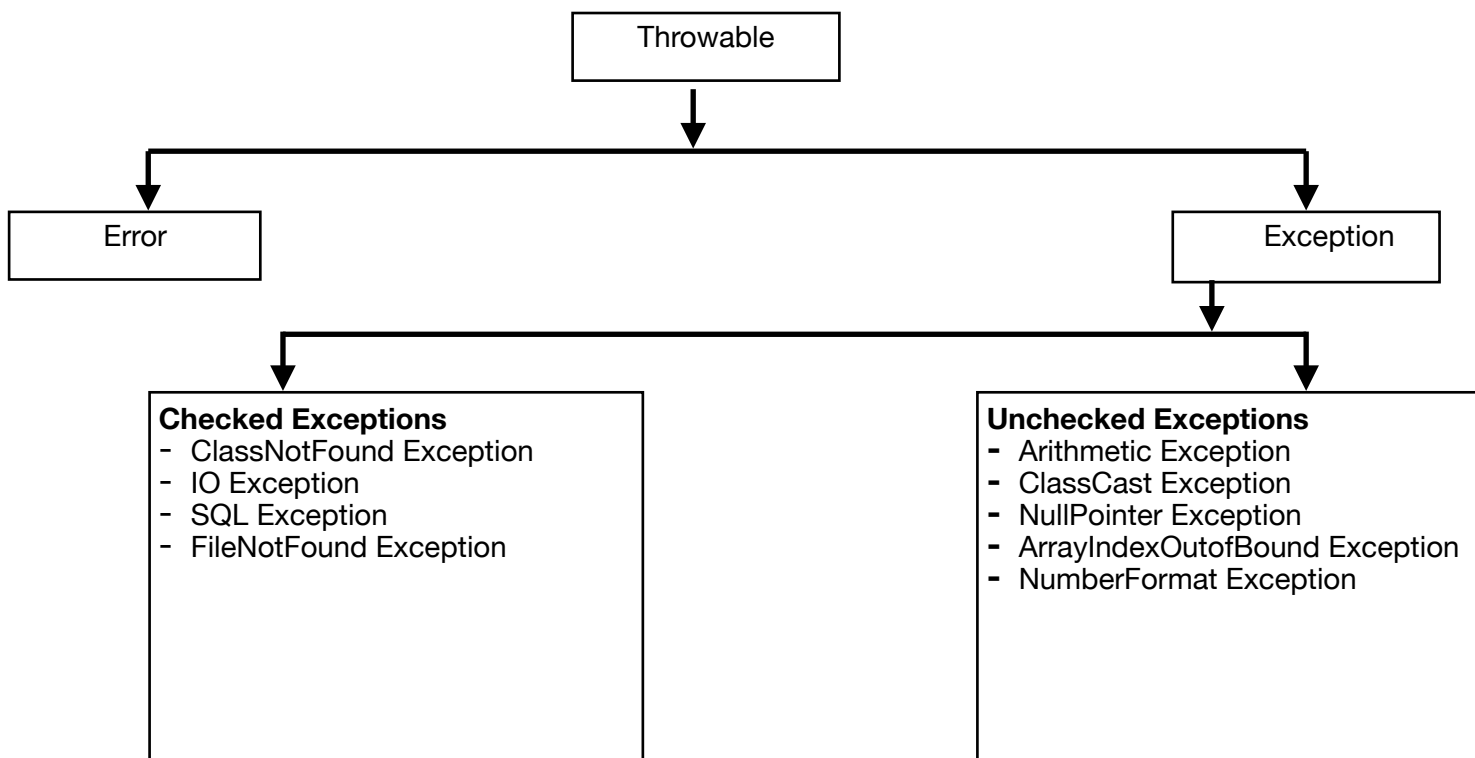 Throwable
Error
Exception
Checked Exceptions
- ClassNotFound Exception
- IO Exception
- SQL Exception
- FileNotFound Exception
Unchecked Exceptions
- Arithmetic Exception
- ClassCast Exception
- NullPointer Exception
- ArrayIndexOutofBound Exception
- NumberFormat Exception